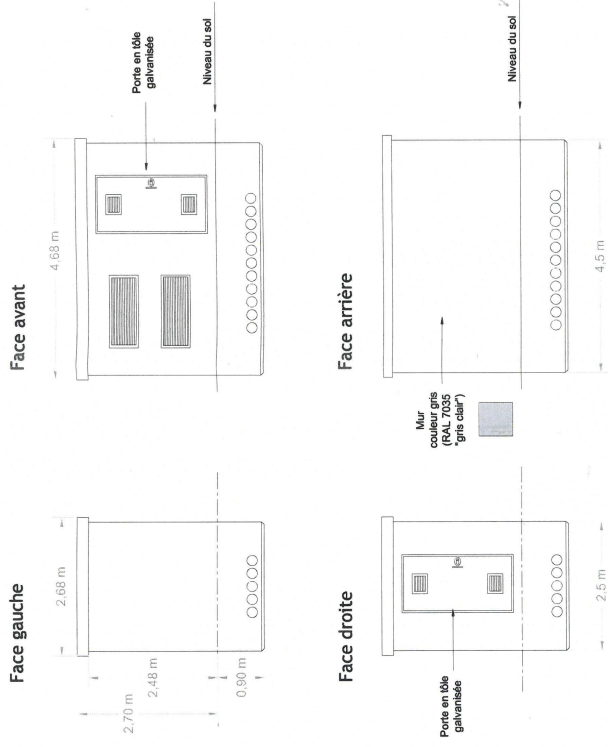 Face gauche
2,68 m
2,70 m
2,48 m
0,90 m
Face avant
4,68 m
Porte en tôle
galvanisée
Niveau du sol
Face droite
Porte en tôle
galvanisée
2,5 m
Face arrière
Mur
couleur gris
(RAL 7035
"gris clair")
Niveau du sol
4,5 m